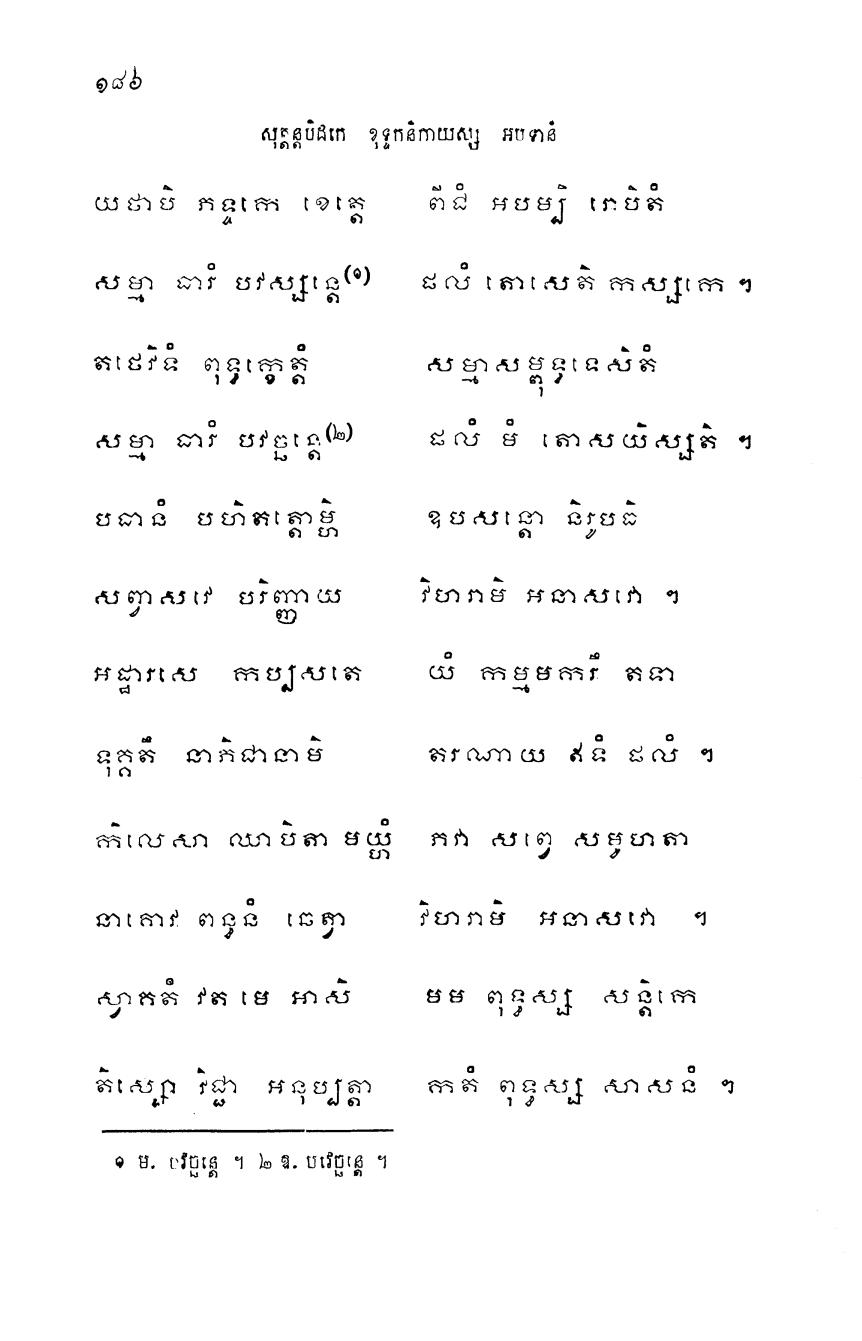 ១៨៦
សុត្តន្តបិដកេ ខុទ្ទកនិកាយស្ស អបទានំ
យថាបិ ភទ្ទកេ ខេត្តេ ពីជំ អបម្បិ រោបិតំ
សម្មា ធារំ បវស្សន្តេ(១) ផលំ តោសេតិ កស្សកេ ។
តថេវិទំ ពុទ្ធក្ខេត្តំ សម្មាសម្ពុទ្ធទេសិតំ
សម្មា ធារំ បវច្ឆន្តេ(២) ផលំ មំ តោសយិស្សតិ ។
បធានំ បហិតត្តោម្ហិ ឧបសន្តោ និរូបធិ
សព្វាសវេ បរិញ្ញាយ វិហរាមិ អនាសវោ ។
អដ្ឋារសេ កប្បសតេ យំ កម្មមករឹ តទា
ទុគ្គតឹ នាភិជានាមិ តរណាយ ឥទំ ផលំ ។
កិលេសា ឈាបិតា មយ្ហំ ភវា សព្វេ សមូហតា
នាគោវ ពន្ធនំ ឆេត្វា វិហរាមិ អនាសវោ ។
ស្វាគតំ វត មេ អាសិ មម ពុទ្ធស្ស សន្តិកេ
តិស្សោ វិជ្ជា អនុប្បត្តា កតំ ពុទ្ធស្ស សាសនំ ។
១ ម. បវេច្ឆន្តេ ។ ២ ឱ. បវេច្ឆន្តេ ។